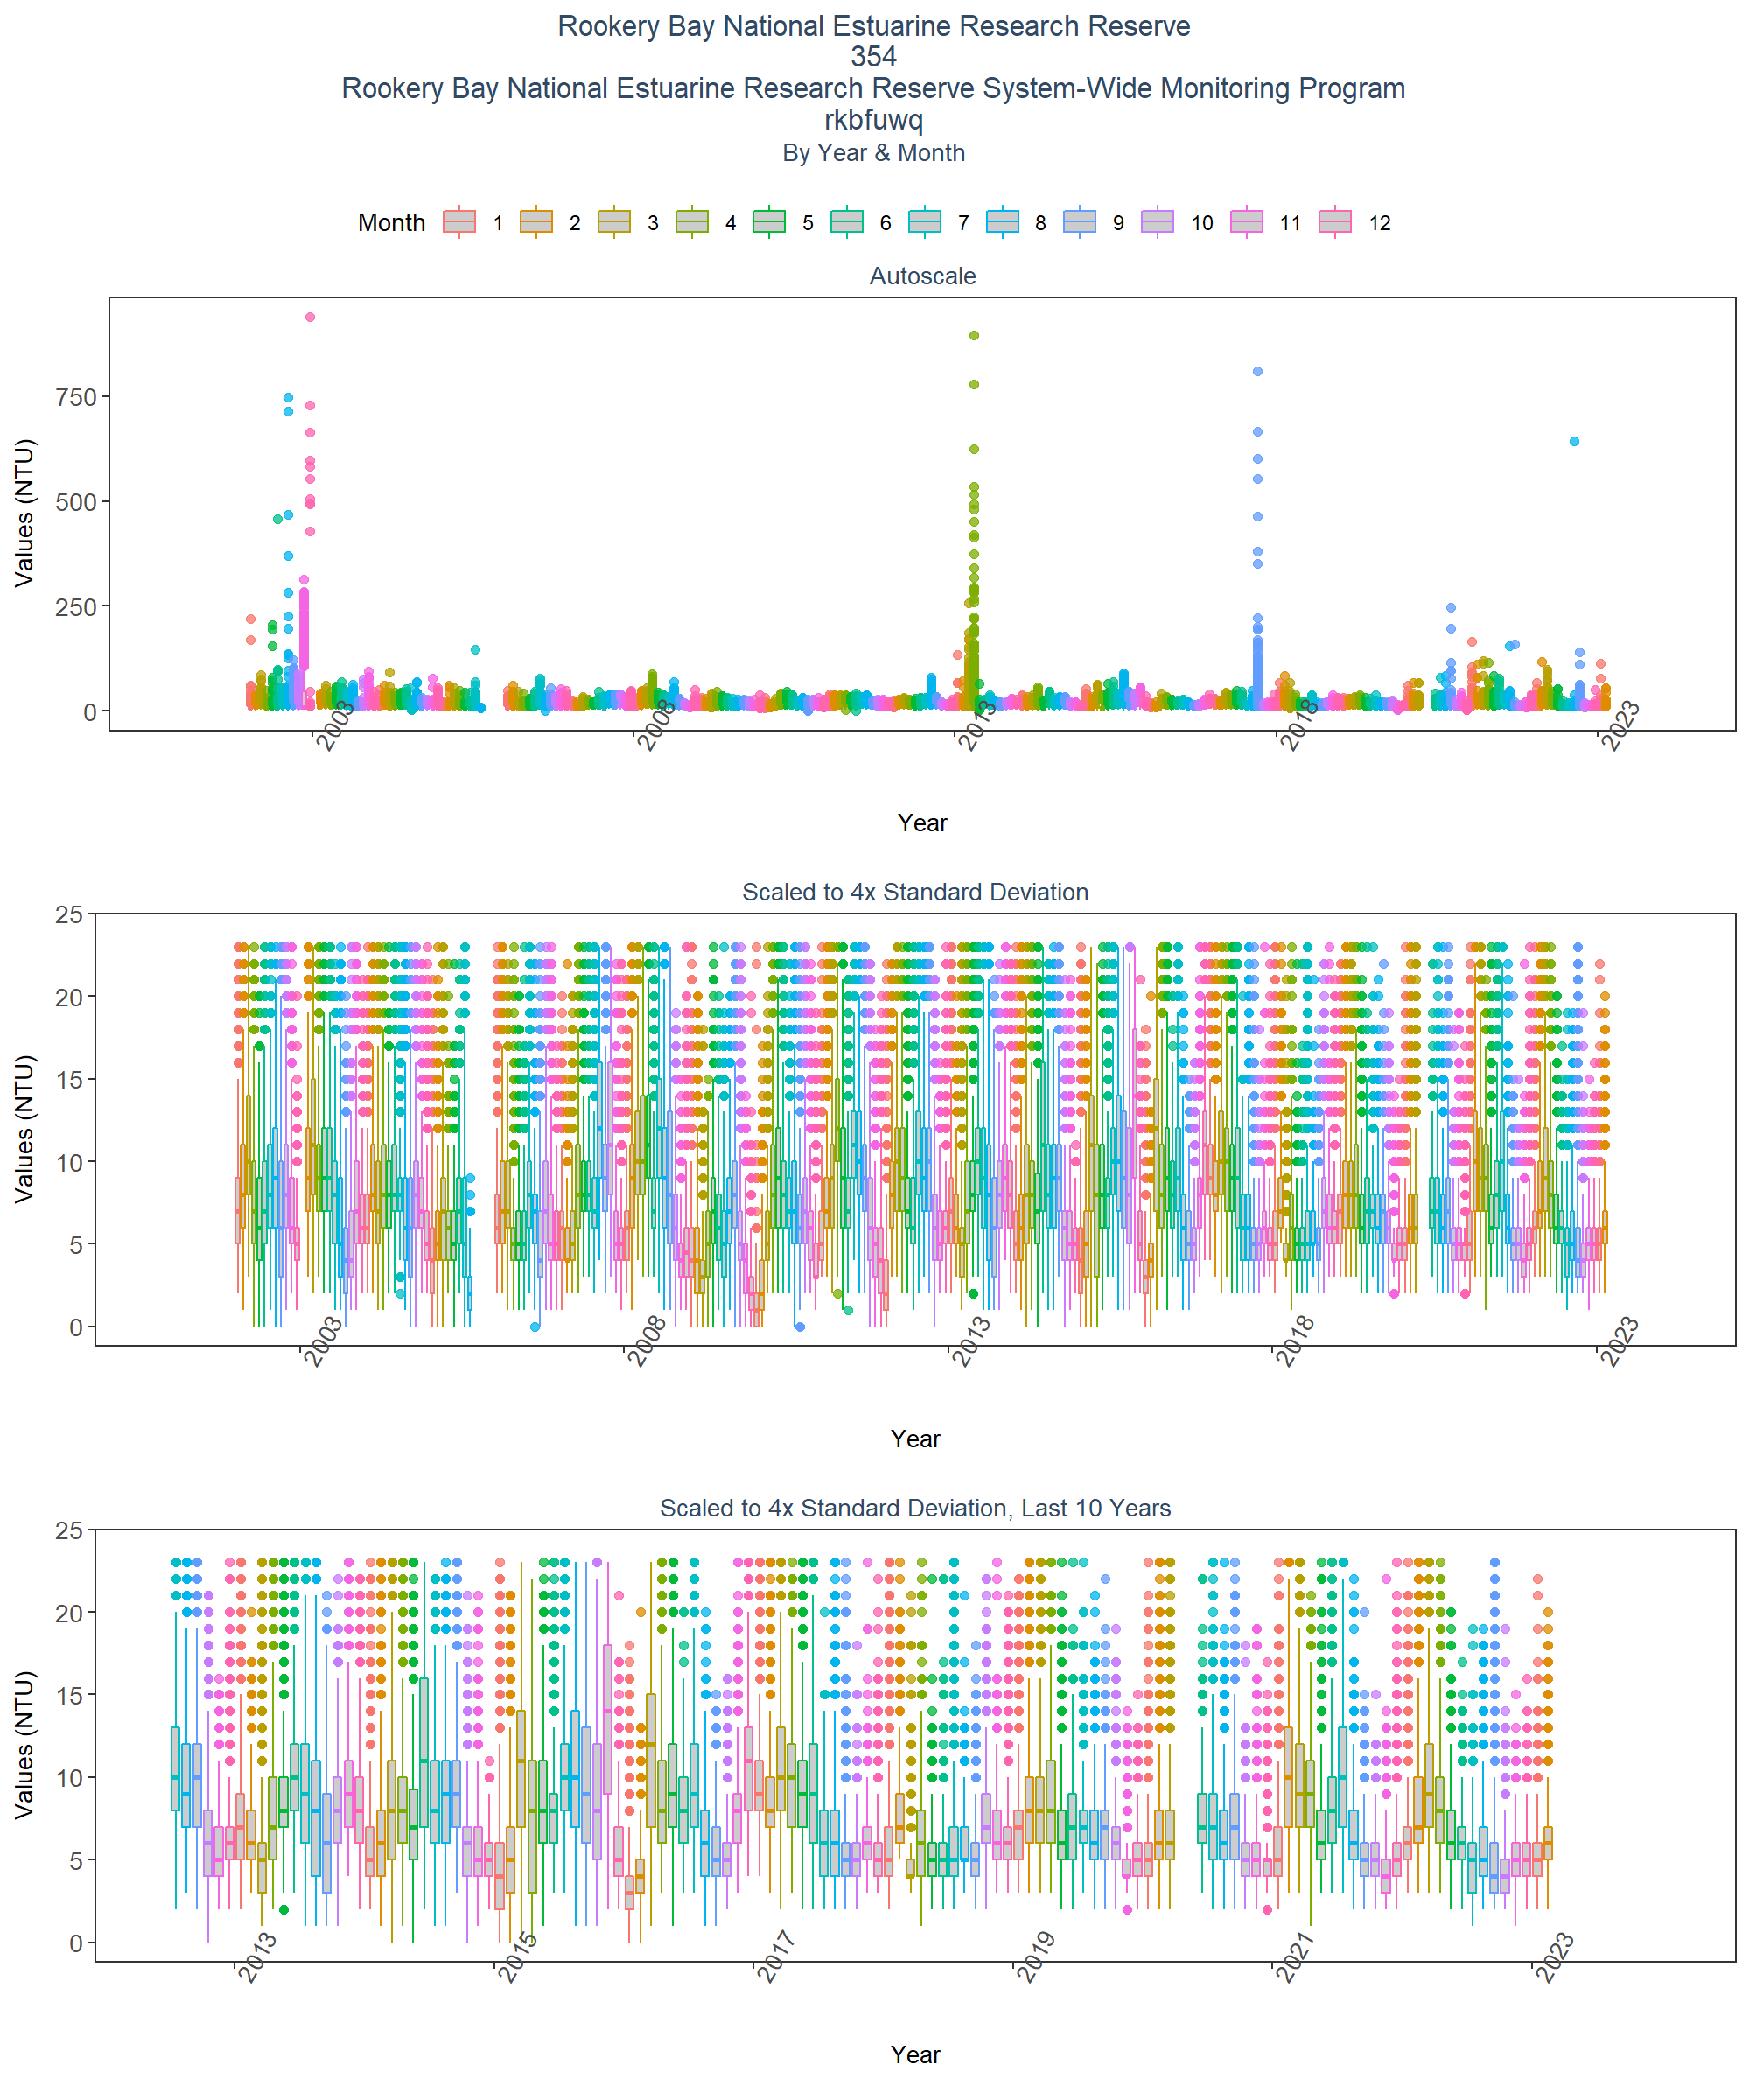 Rookery Bay National Estuarine Research Reserve
354
Rookery Bay National Estuarine Research Reserve System-Wide Monitoring Program
rkbfuwq
By Year & Month
Month 1 2 3 4 5 6 7 8 9 10 11 12
Autoscale
Values (NTU)
750
500
250
0
2003 2008 2013 2018 2023
Year
Scaled to 4x Standard Deviation
Values (NTU)
25
20
15
10
5
0
2003 2008 2013 2018 2023
Year
Scaled to 4x Standard Deviation, Last 10 Years
Values (NTU)
25
20
15
10
5
0
2013 2015 2017 2019 2021 2023
Year